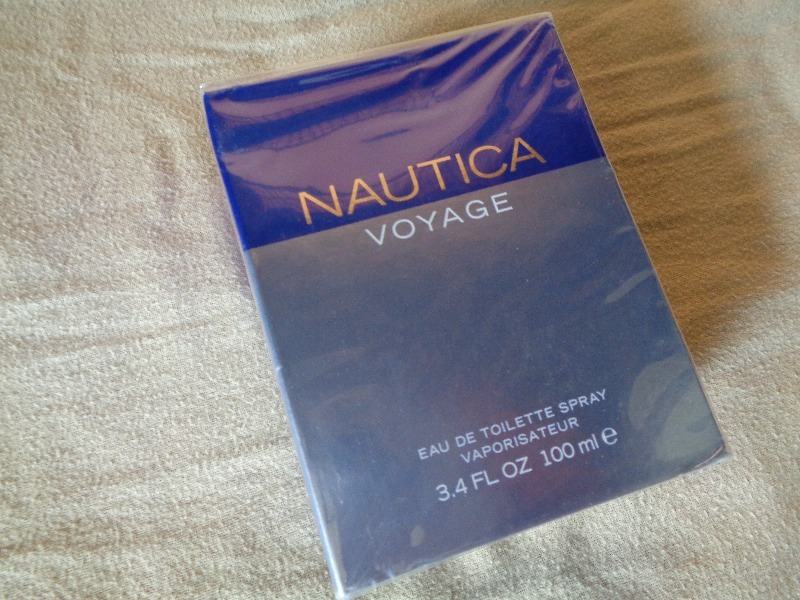 NAUTICA
VOYAGE
EAU DE TOILETTE SPRAY
VAPORISATEUR
3.4 FL OZ 100 ml ℮